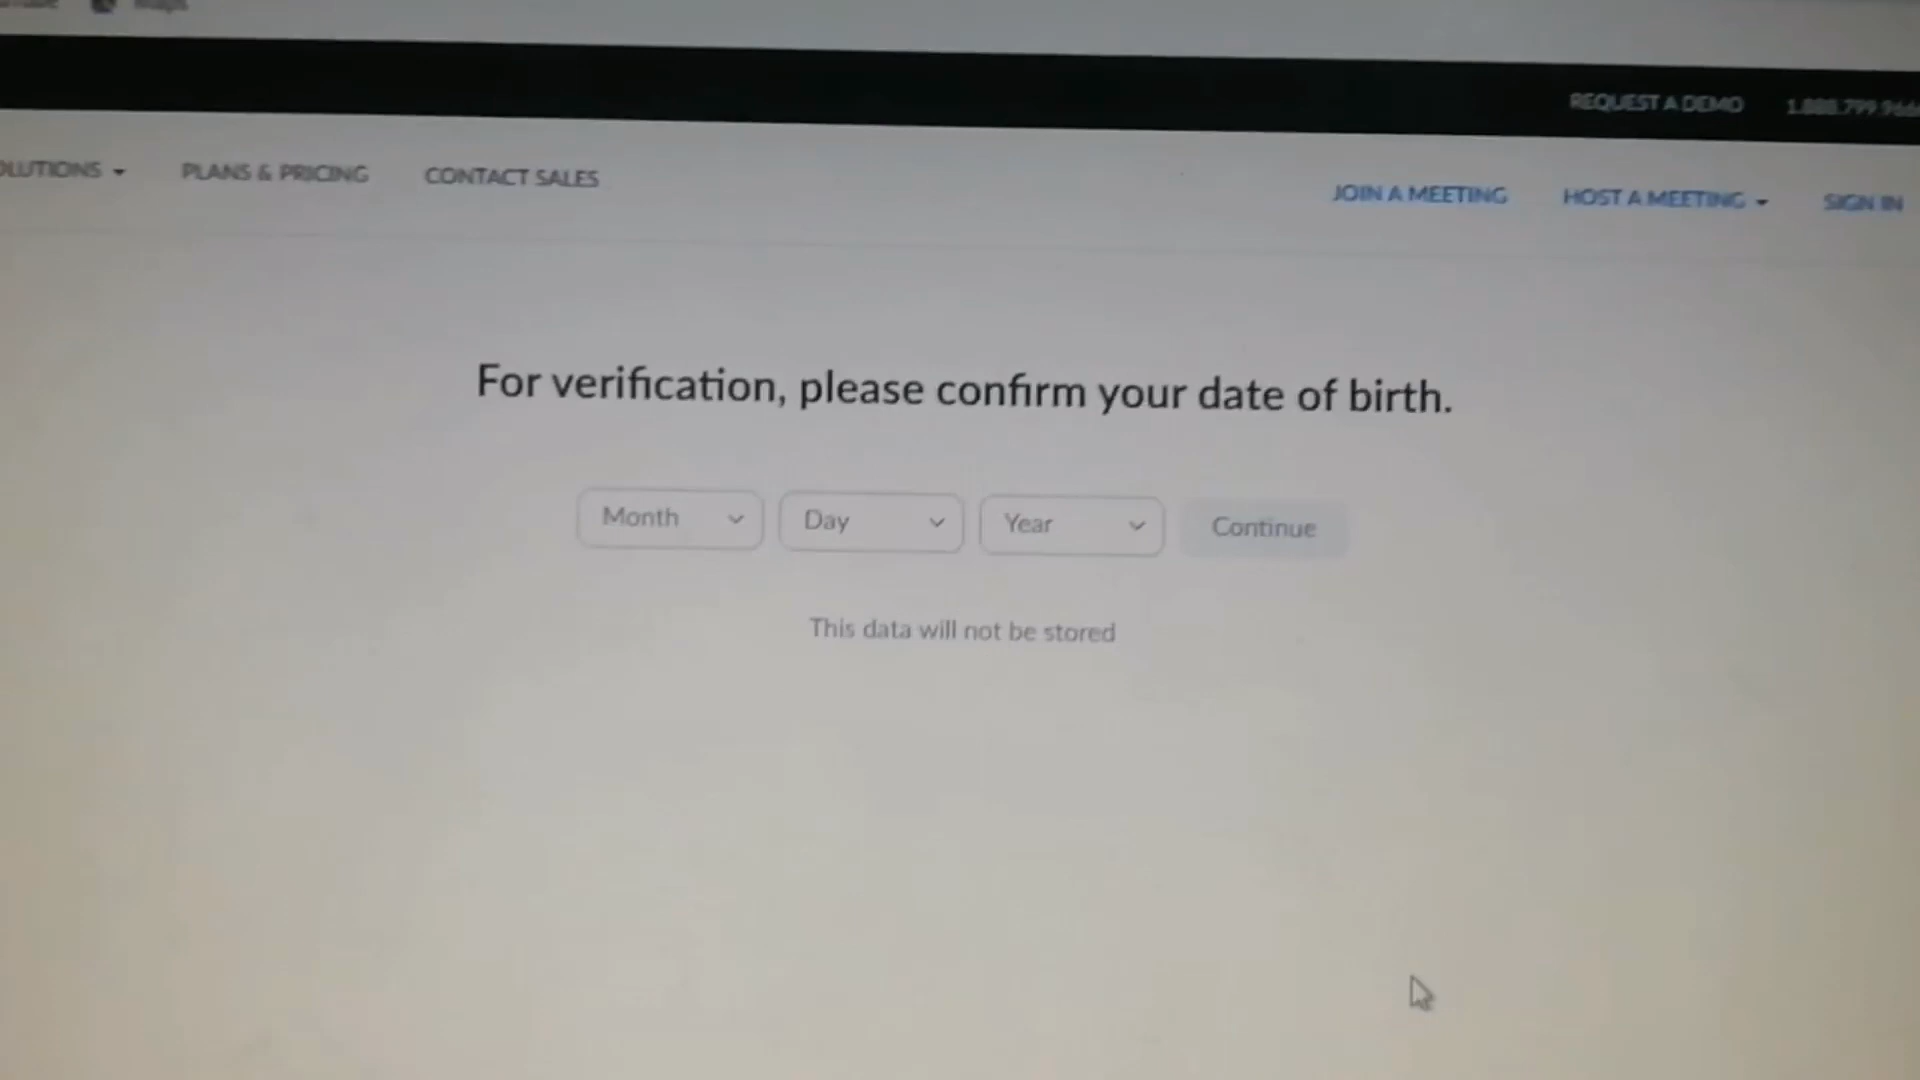 REQUEST A DEMO
PLANS & PRICING
CONTACT SALES
JOIN A MEETING
HOST A MEETING
SIGN IN
For verification, please confirm your date of birth.
Month
Day
Year
Continue
This data will not be stored